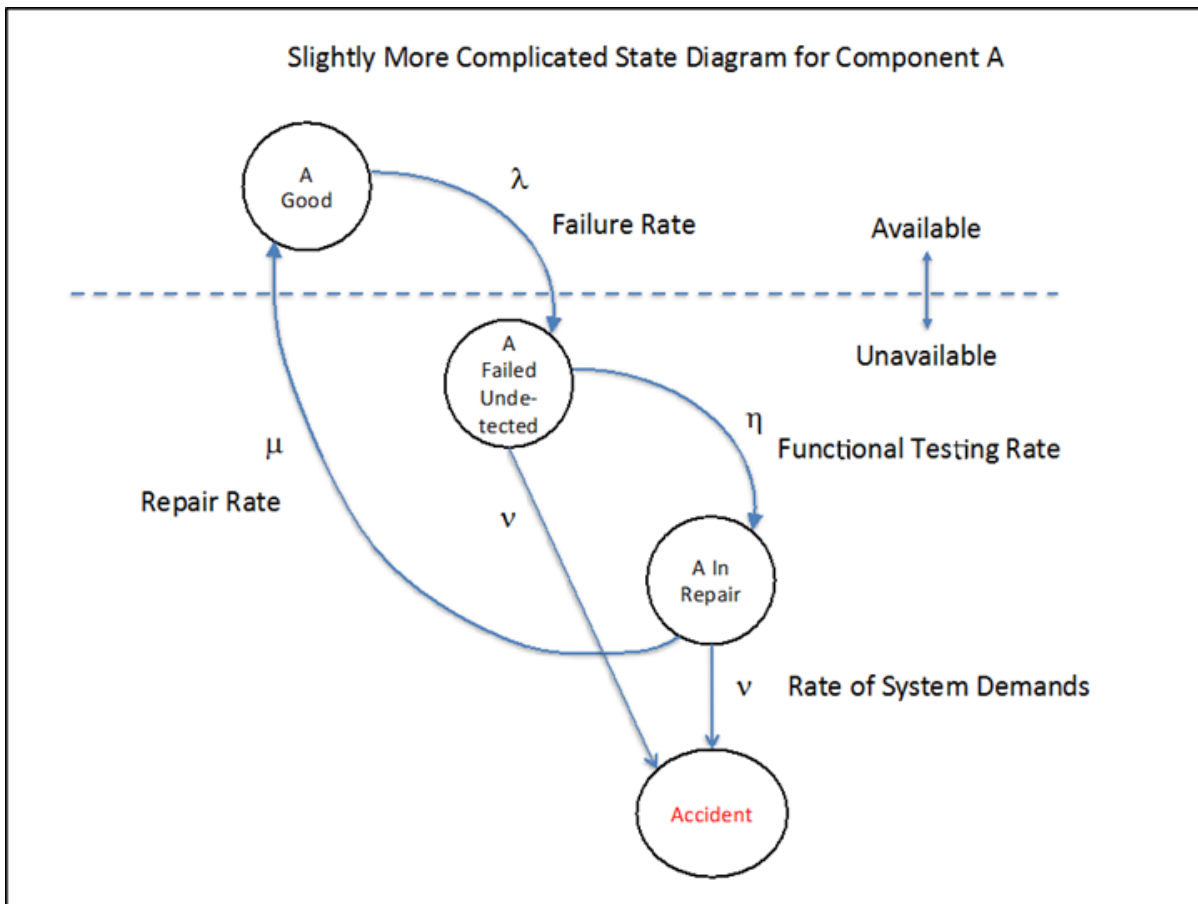 Slightly More Complicated State Diagram for Component A
A
Good
λ
Failure Rate
Available
Unavailable
A
Failed
Unde-
tected
η
Functional Testing Rate
μ
Repair Rate
ν
A In
Repair
ν Rate of System Demands
Accident